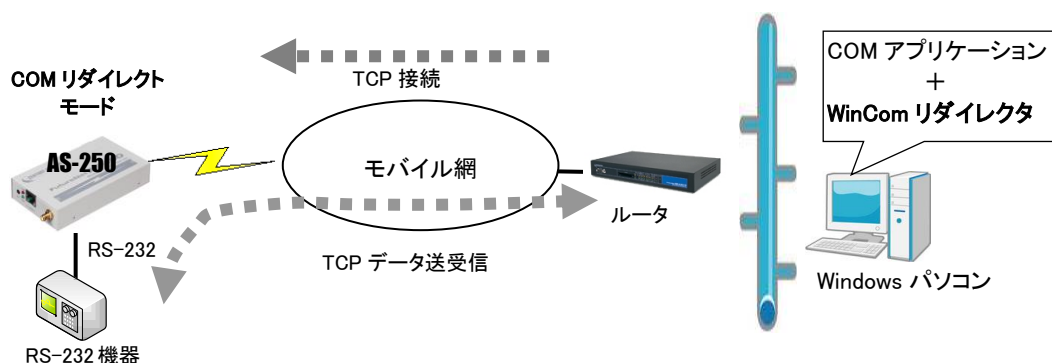 COM リダイレクト
モード
AS-250
TCP 接続
モバイル網
RS-232
RS-232 機器
TCP データ送受信
ルータ
COM アプリケーション
＋
WinCom リダイレクタ
Windows パソコン